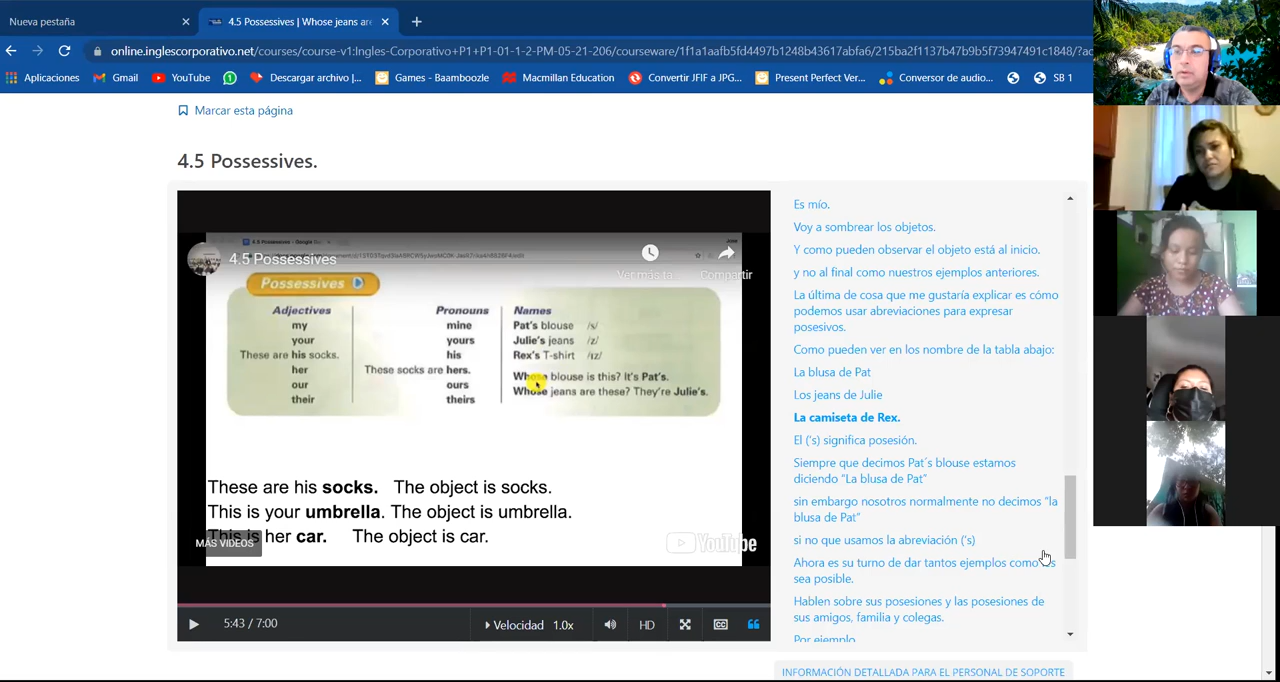 Nueva pestaña
4.5 Possessives | Whose jeans are
online.inglescorporativo.net/courses/course-v1:Ingles-Corporativo+P1+P1-01-1-2-PM-05-21-206/courseware/1f1a1aafb5fd4497b1248b43617abfa6/215ba2f1137b47b9b5f73947491c1848/?ac
Aplicaciones
Gmail
YouTube
Descargar archivo |...
Games - Baamboozle
Macmillan Education
Convertir JFIF a JPG...
Present Perfect Ver...
Conversor de audio...
SB 1
Marcar esta página
4.5 Possessives.
4.5 Possessives
Ver más ta...
Compartir
Possessives
Adjectives
my
your
These are his socks.
her
our
their
Pronouns
mine
yours
his
These socks are hers.
ours
theirs
Names
Pat's blouse /s/
Julie's jeans /z/
Rex's T-shirt /ɪz/
Whose blouse is this? It's Pat's.
Whose jeans are these? They're Julie's.
These are his socks. The object is socks.
This is your umbrella. The object is umbrella.
This is her car. The object is car.
MÁS VIDEOS
YouTube
5:43 / 7:00
Velocidad 1.0x
HD
CC
Es mío.
Voy a sombrear los objetos.
Y como pueden observar el objeto está al inicio.
y no al final como nuestros ejemplos anteriores.
La última de cosa que me gustaría explicar es cómo
podemos usar abreviaciones para expresar
posesivos.
Como pueden ver en los nombre de la tabla abajo:
La blusa de Pat
Los jeans de Julie
La camiseta de Rex.
El ('s) significa posesión.
Siempre que decimos Pat´s blouse estamos
diciendo “La blusa de Pat”
sin embargo nosotros normalmente no decimos “la
blusa de Pat”
si no que usamos la abreviación ('s)
Ahora es su turno de dar tantos ejemplos como
sea posible.
Hablen sobre sus posesiones y las posesiones de
sus amigos, familia y colegas.
Por ejemplo
INFORMACIÓN DETALLADA PARA EL PERSONAL DE SOPORTE